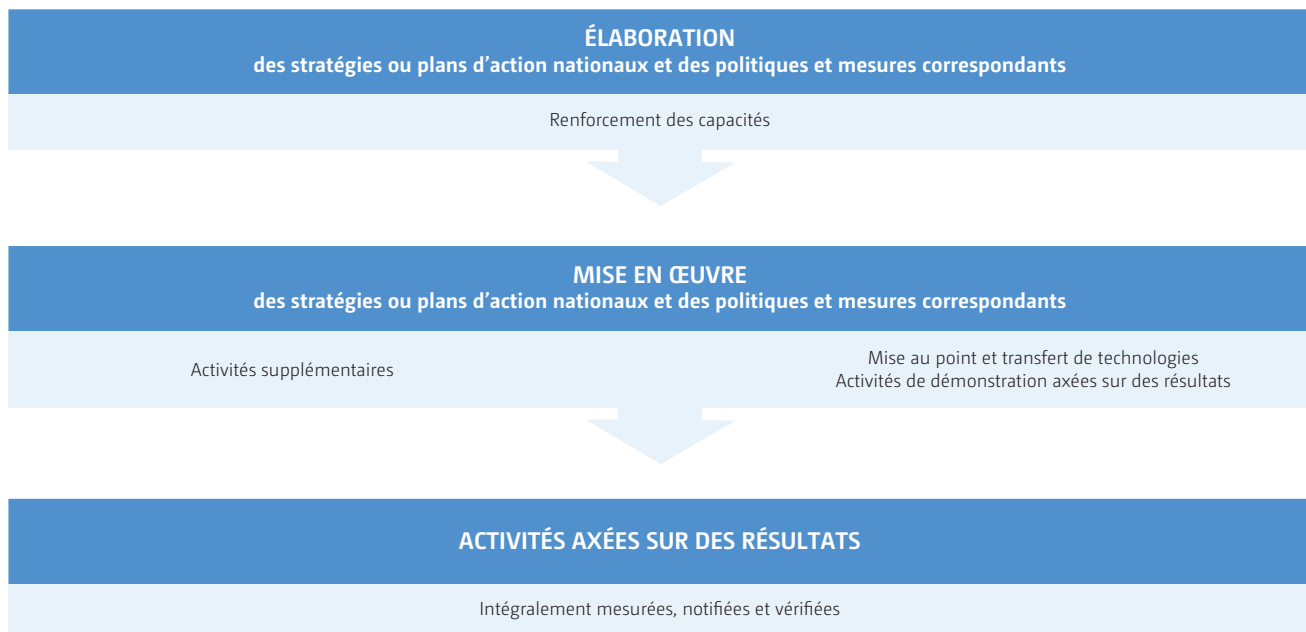 ÉLABORATION
des stratégies ou plans d’action nationaux et des politiques et mesures correspondants
Renforcement des capacités
MISE EN ŒUVRE
des stratégies ou plans d’action nationaux et des politiques et mesures correspondants
Activités supplémentaires
Mise au point et transfert de technologies
Activités de démonstration axées sur des résultats
ACTIVITÉS AXÉES SUR DES RÉSULTATS
Intégralement mesurées, notifiées et vérifiées